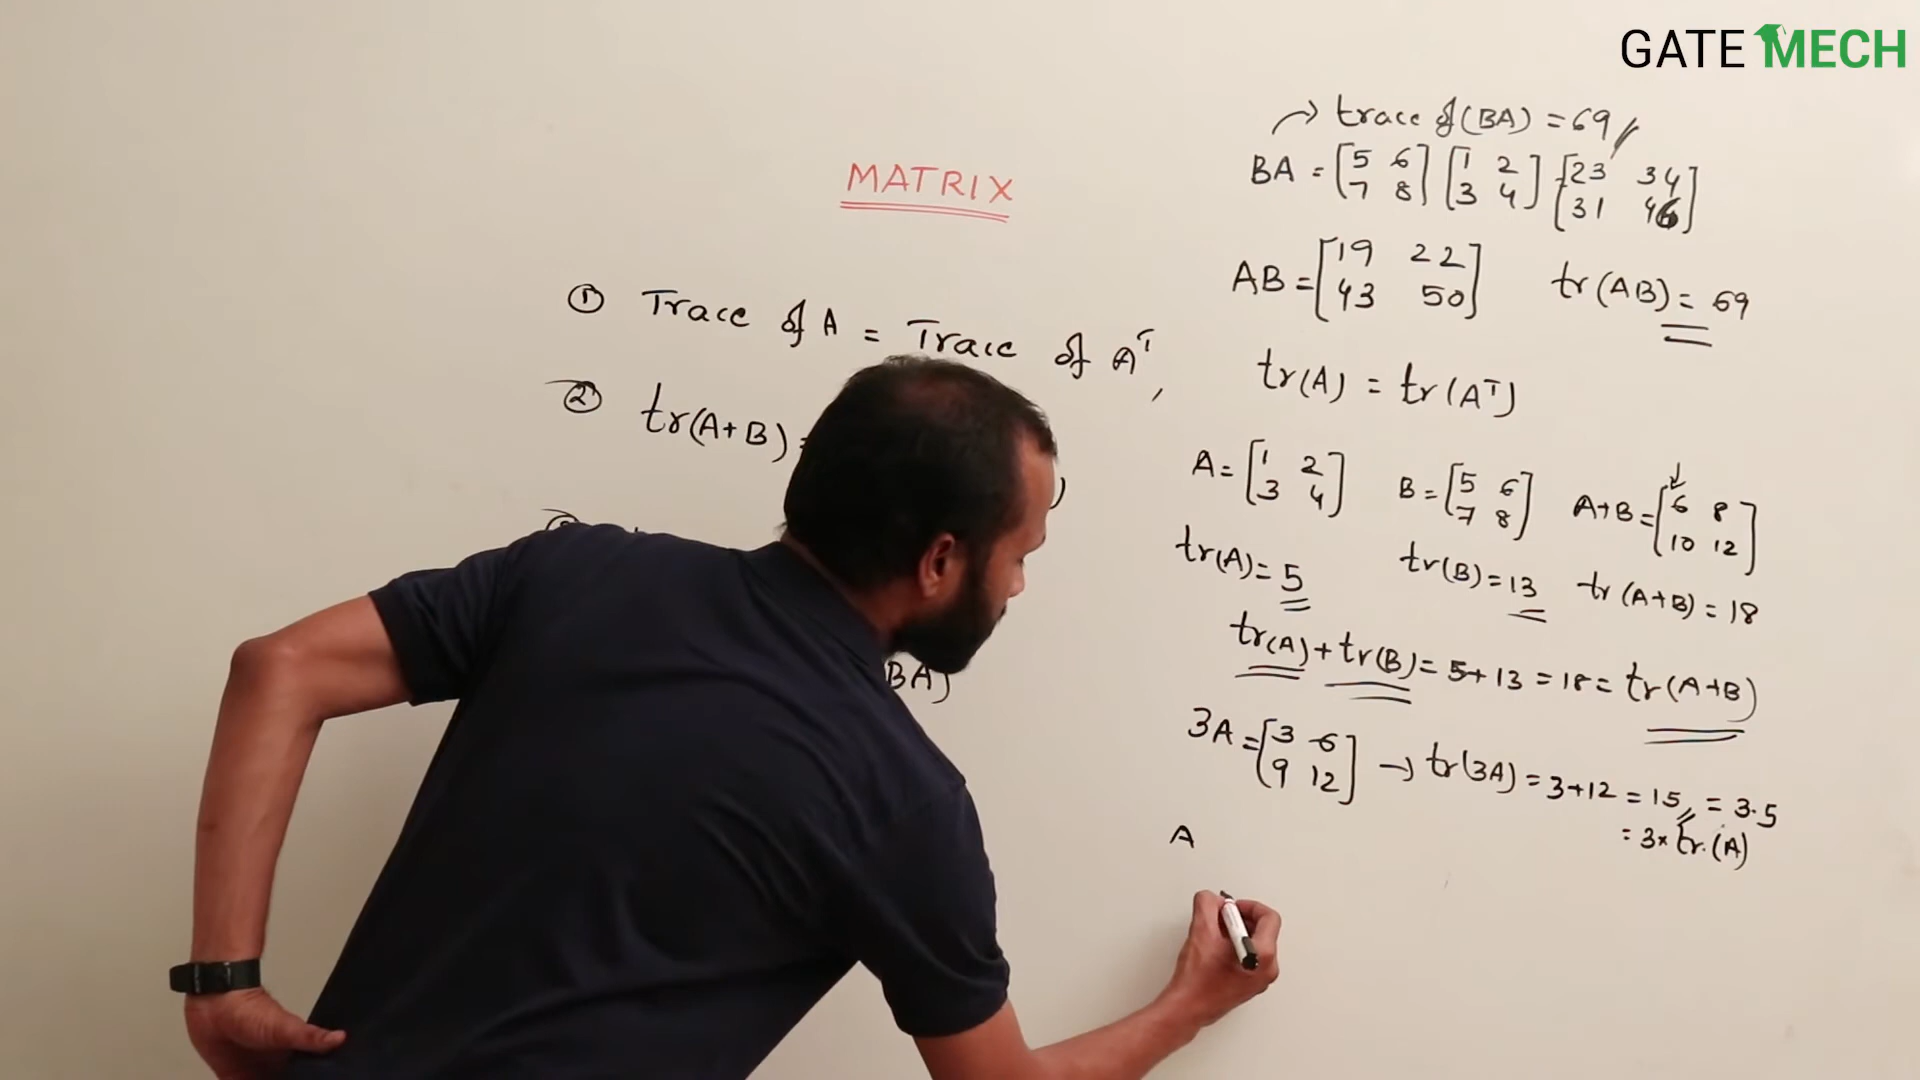 GATE MECH
MATRIX
① Trace of A = Trace of Aᵀ,
② tr(A+B) =
)
BA)
→ trace of (BA) = 69
BA = [5 6 7 8] [1 2 3 4] = [23 34 31 46]
AB = [19 22 43 50] tr(AB) = 69
tr(A) = tr(Aᵀ)
A = [1 2 3 4] B = [5 6 7 8] A+B = [6 8 10 12]
tr(A) = 5 tr(B) = 13 tr(A+B) = 18
tr(A) + tr(B) = 5+13 = 18 = tr(A+B)
3A = [3 6 9 12] → tr(3A) = 3+12 = 15 = 3.5
= 3× tr.(A)
A